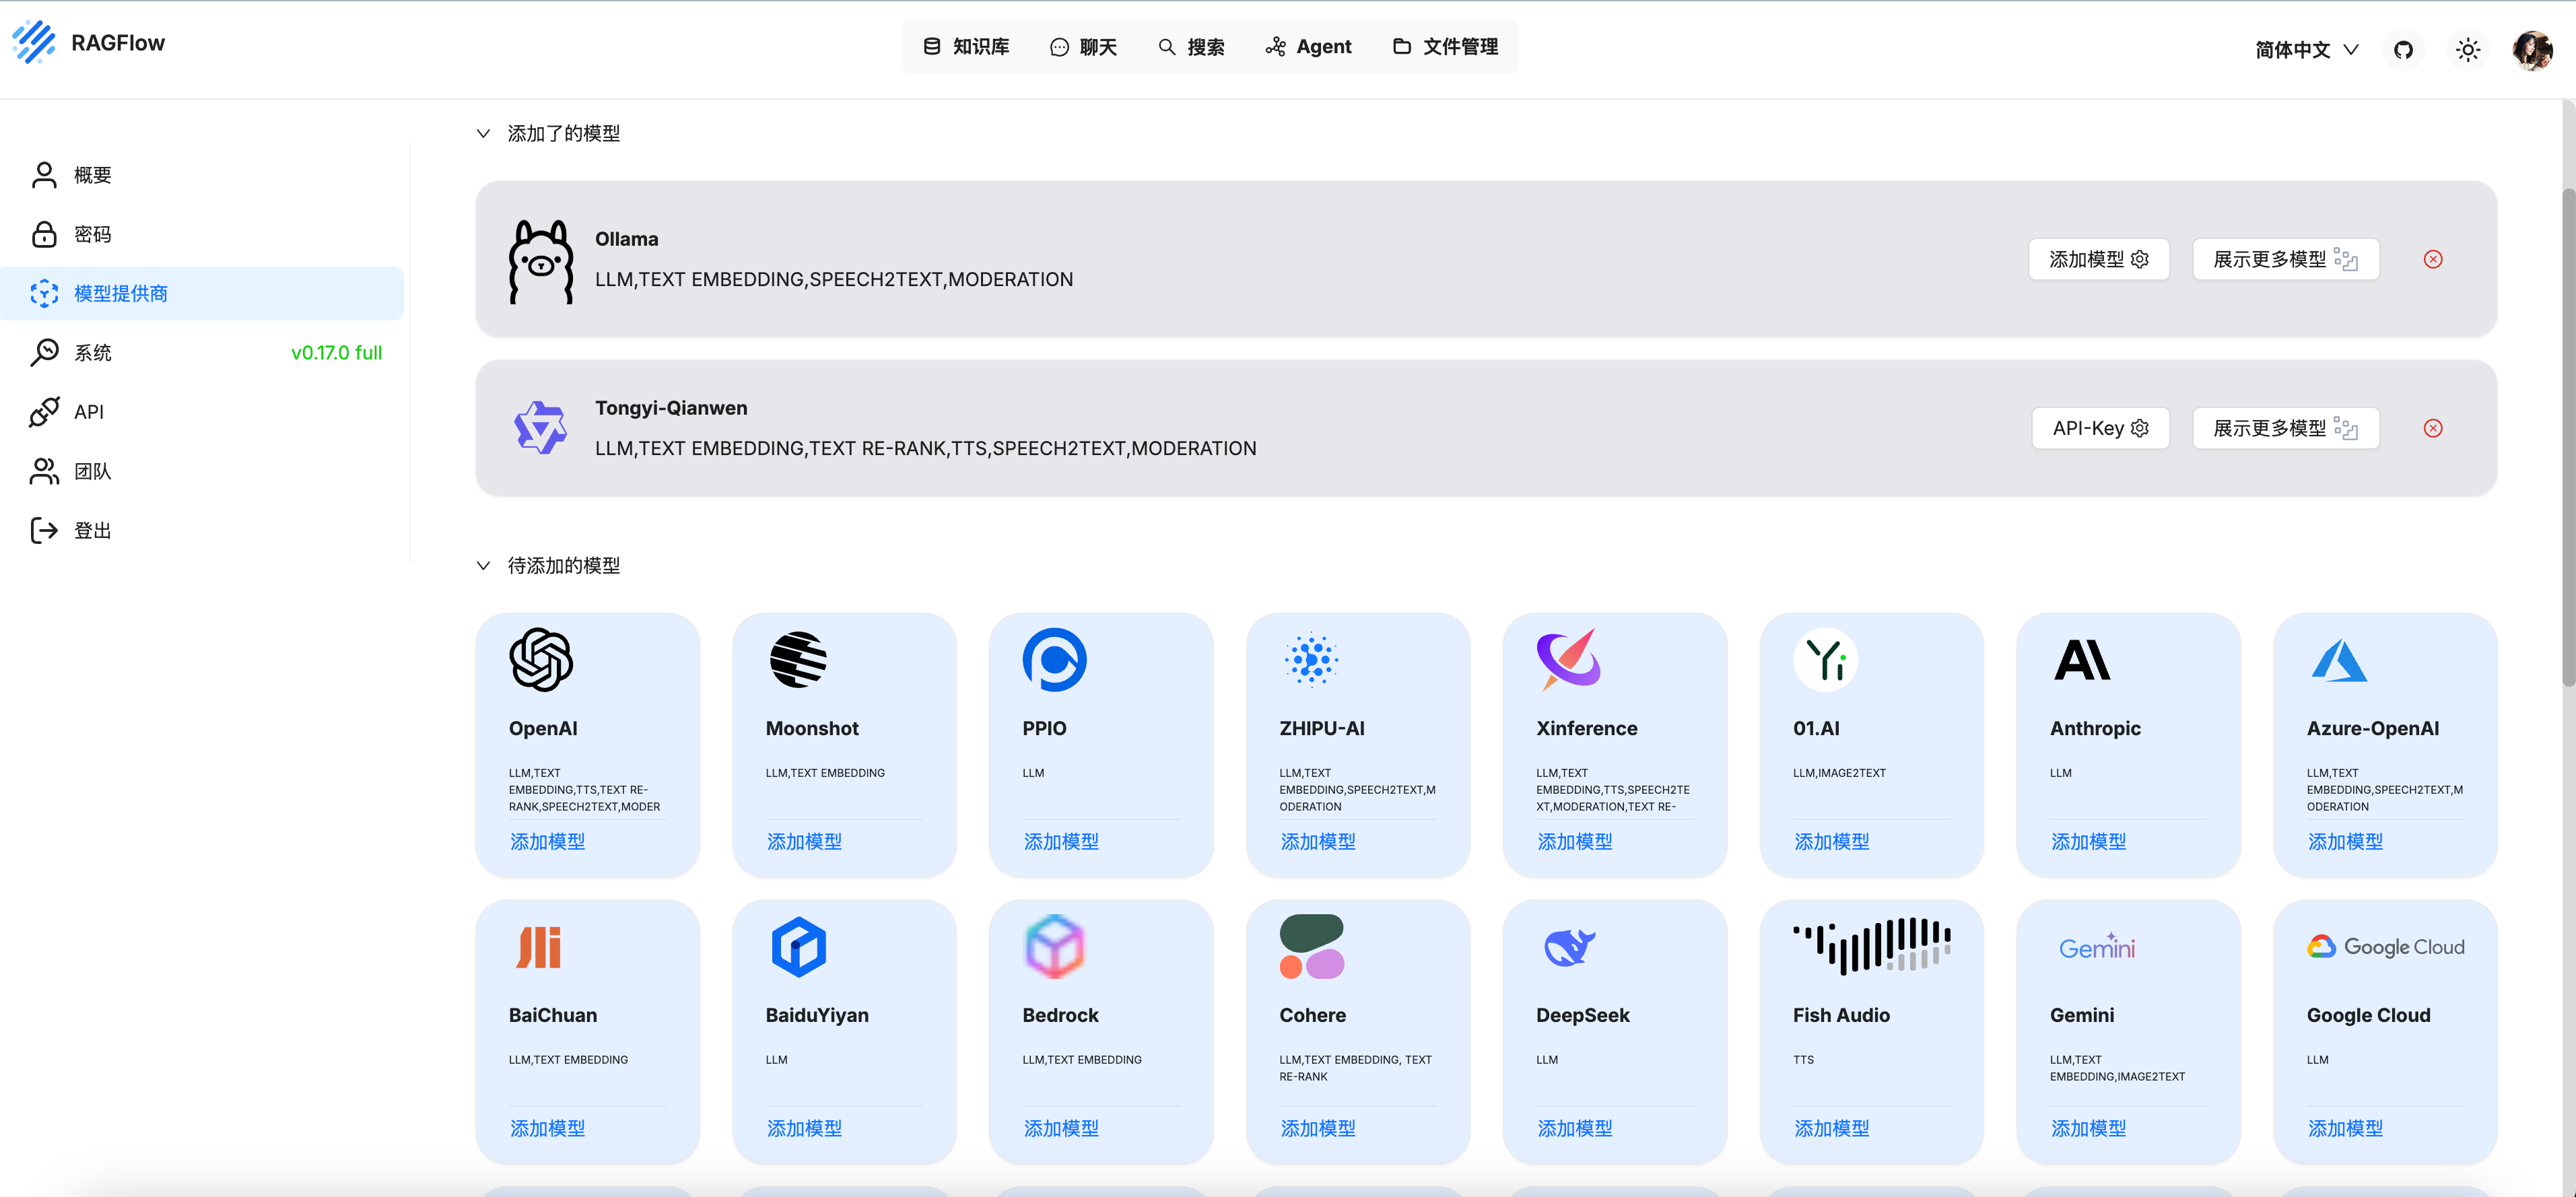 RAGFlow
知识库
聊天
搜索
Agent
文件管理
简体中文
概要
密码
模型提供商
系统
v0.17.0 full
API
团队
登出
添加了的模型
Ollama
LLM,TEXT EMBEDDING,SPEECH2TEXT,MODERATION
添加模型
展示更多模型
Tongyi-Qianwen
LLM,TEXT EMBEDDING,TEXT RE-RANK,TTS,SPEECH2TEXT,MODERATION
API-Key
展示更多模型
待添加的模型
OpenAI
LLM,TEXT
EMBEDDING,TTS,TEXT RE-
RANK,SPEECH2TEXT,MODER
添加模型
Moonshot
LLM,TEXT EMBEDDING
添加模型
PPIO
LLM
添加模型
ZHIPU-AI
LLM,TEXT
EMBEDDING,SPEECH2TEXT,M
ODERATION
添加模型
Xinference
LLM,TEXT
EMBEDDING,TTS,SPEECH2TE
XT,MODERATION,TEXT RE-
添加模型
01.AI
LLM,IMAGE2TEXT
添加模型
Anthropic
LLM
添加模型
Azure-OpenAI
LLM,TEXT
EMBEDDING,SPEECH2TEXT,M
ODERATION
添加模型
BaiChuan
LLM,TEXT EMBEDDING
添加模型
BaiduYiyan
LLM
添加模型
Bedrock
LLM,TEXT EMBEDDING
添加模型
Cohere
LLM,TEXT EMBEDDING, TEXT
RE-RANK
添加模型
DeepSeek
LLM
添加模型
Fish Audio
TTS
添加模型
Gemini
Gemini
LLM,TEXT
EMBEDDING,IMAGE2TEXT
添加模型
Google Cloud
Google Cloud
LLM
添加模型